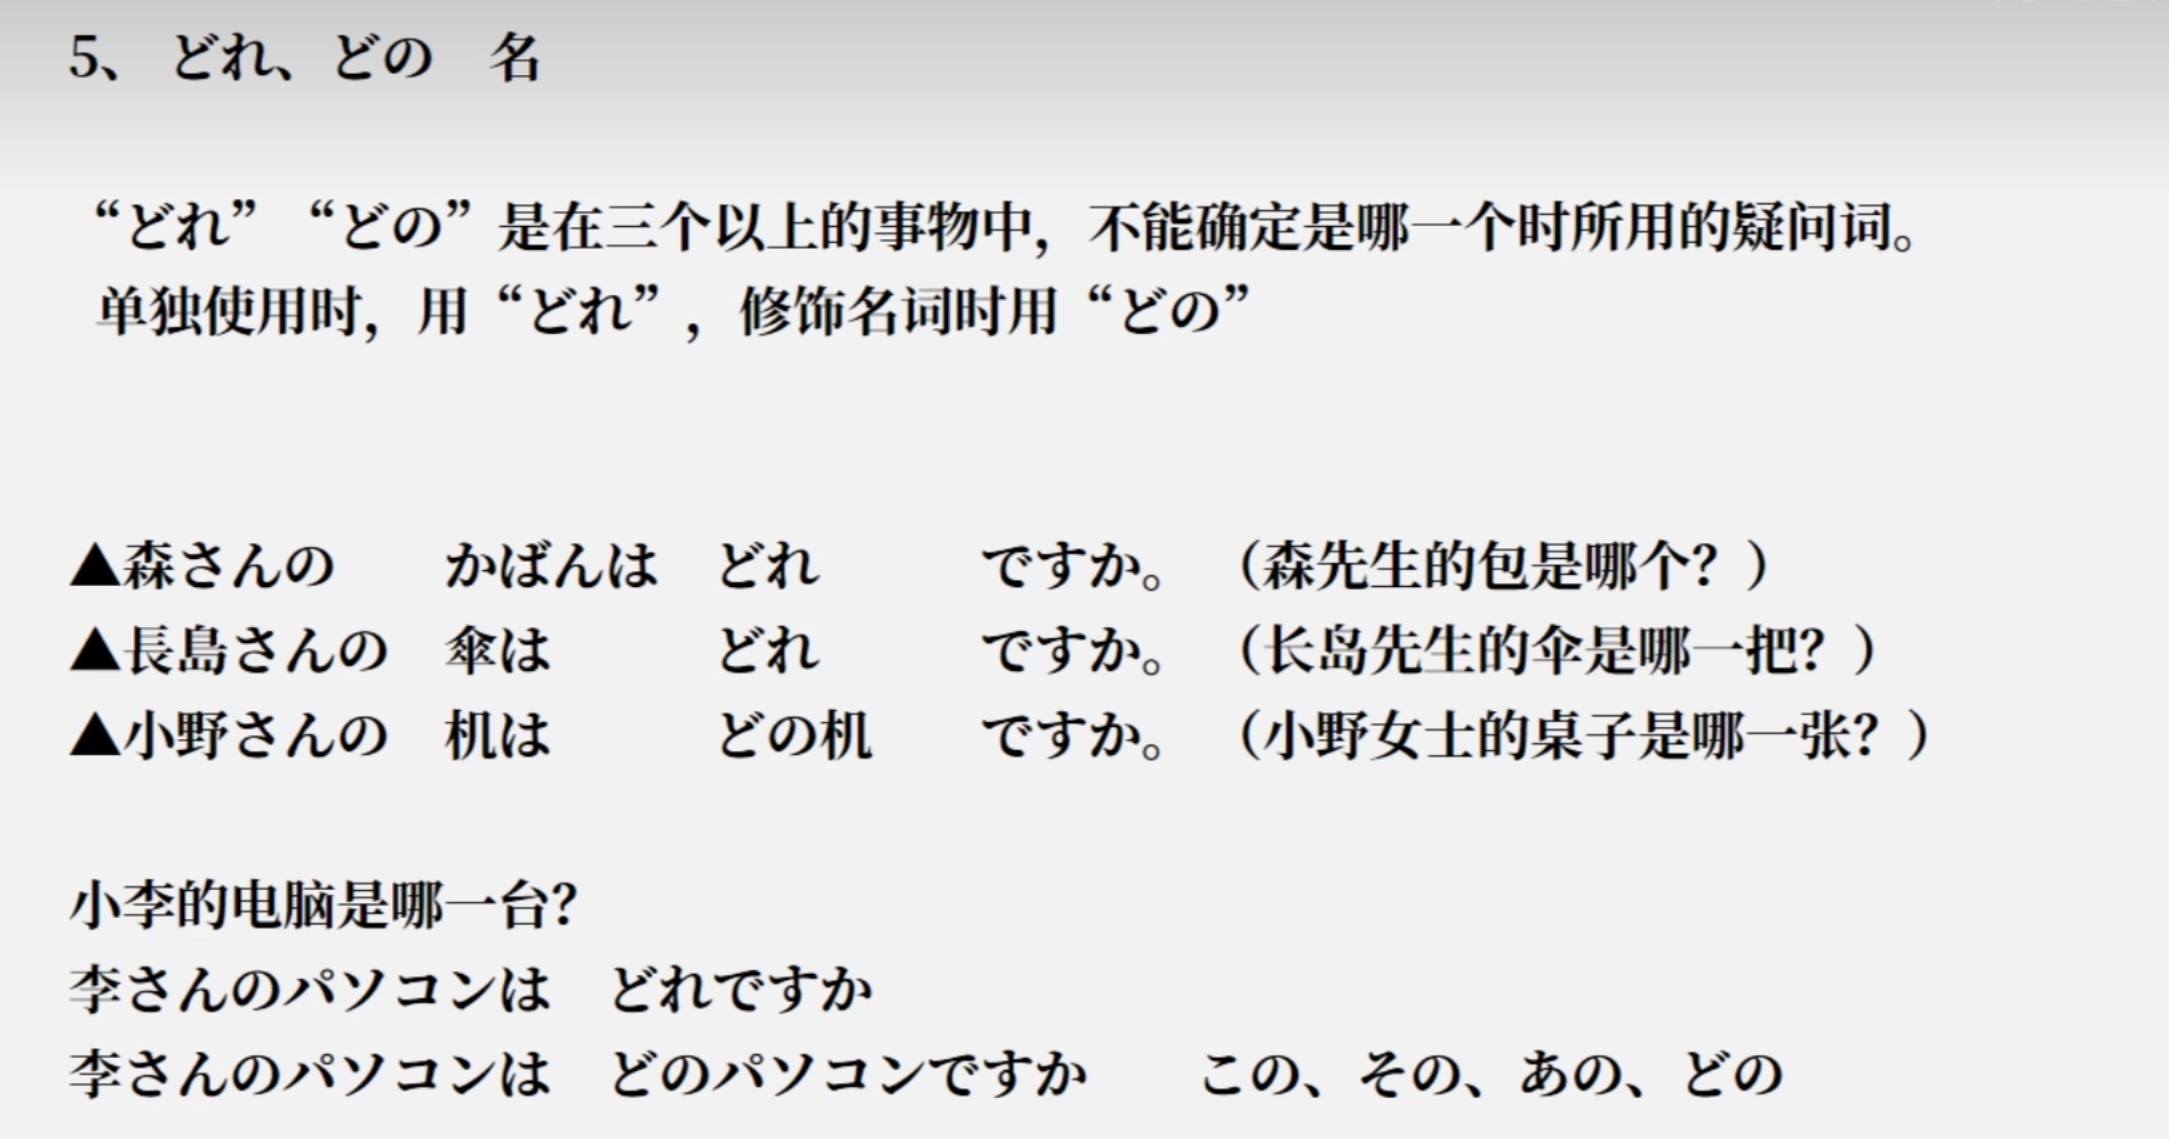 5、 どれ、どの　名
“どれ” “どの”是在三个以上的事物中，不能确定是哪一个时所用的疑问词。
单独使用时，用“どれ”，修饰名词时用“どの”
▲森さんの　　かばんは　どれ　　　ですか。（森先生的包是哪个？）
▲長島さんの　傘は　　　どれ　　　ですか。（长岛先生的伞是哪一把？）
▲小野さんの　机は　　　どの机　　ですか。（小野女士的桌子是哪一张？）
小李的电脑是哪一台？
李さんのパソコンは　どれですか
李さんのパソコンは　どのパソコンですか　　この、その、あの、どの